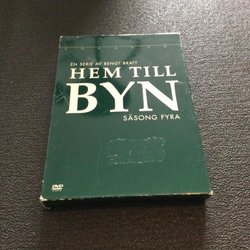 EN SERIE AV BENGT BRATT
HEM TILL
BYN
SÄSONG FYRA
DVD